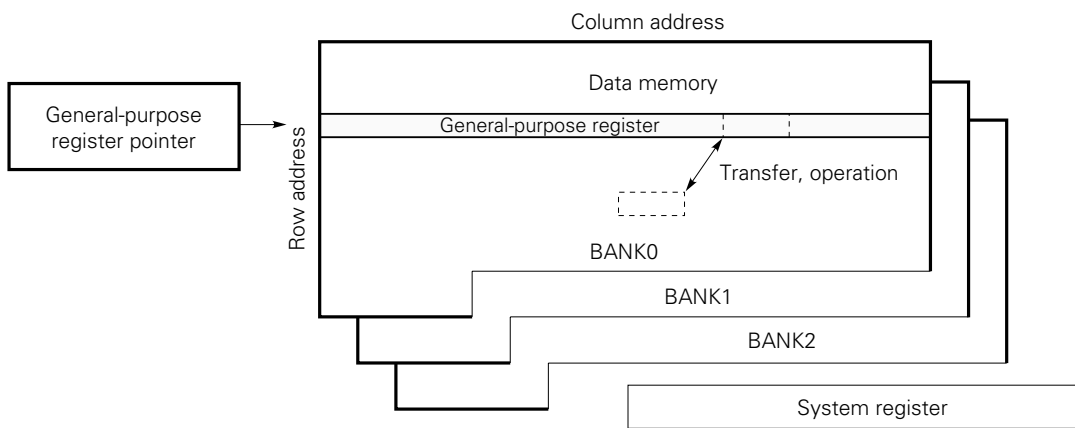 Column address
Data memory
General-purpose
register pointer
General-purpose register
Row address
Transfer, operation
BANK0
BANK1
BANK2
System register